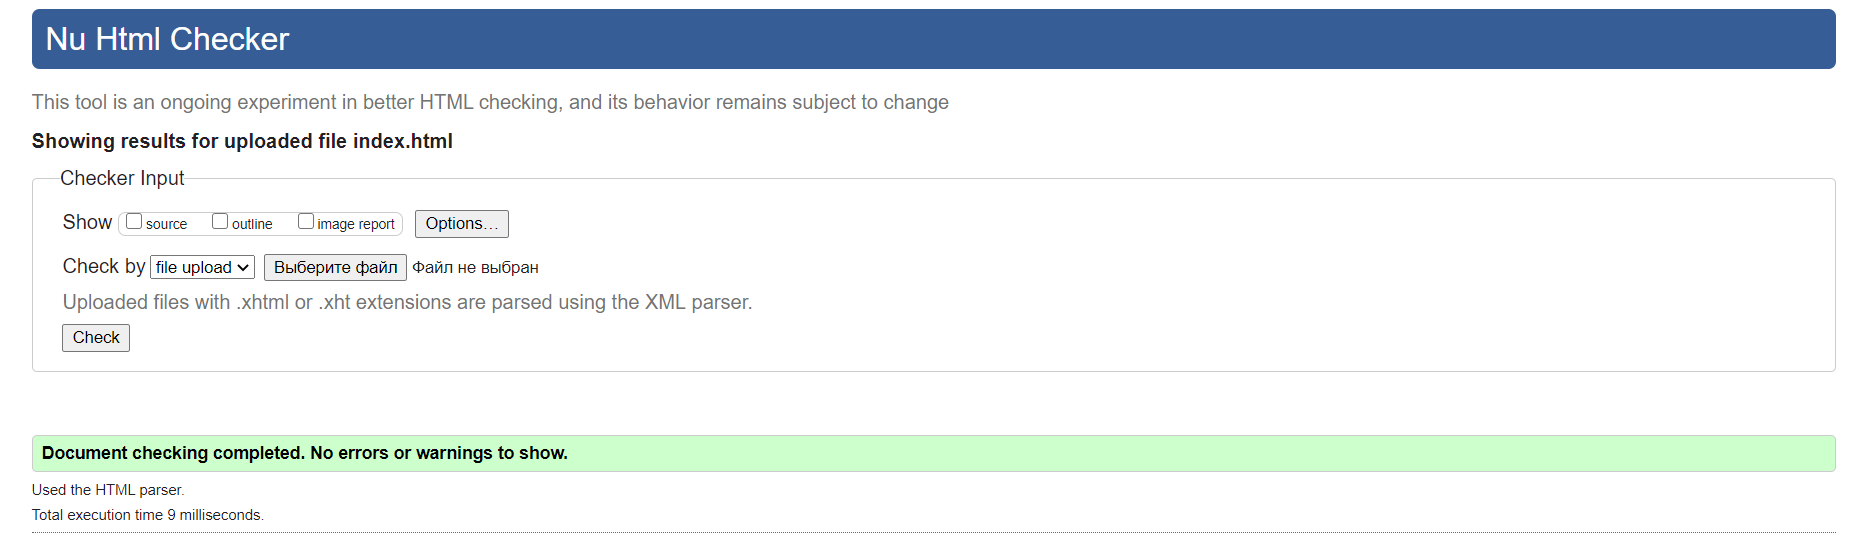 Nu Html Checker
This tool is an ongoing experiment in better HTML checking, and its behavior remains subject to change
Showing results for uploaded file index.html
Checker Input
Show source outline image report Options...
Check by file upload Выберите файл Файл не выбран
Uploaded files with .xhtml or .xht extensions are parsed using the XML parser.
Check
Document checking completed. No errors or warnings to show.
Used the HTML parser.
Total execution time 9 milliseconds.